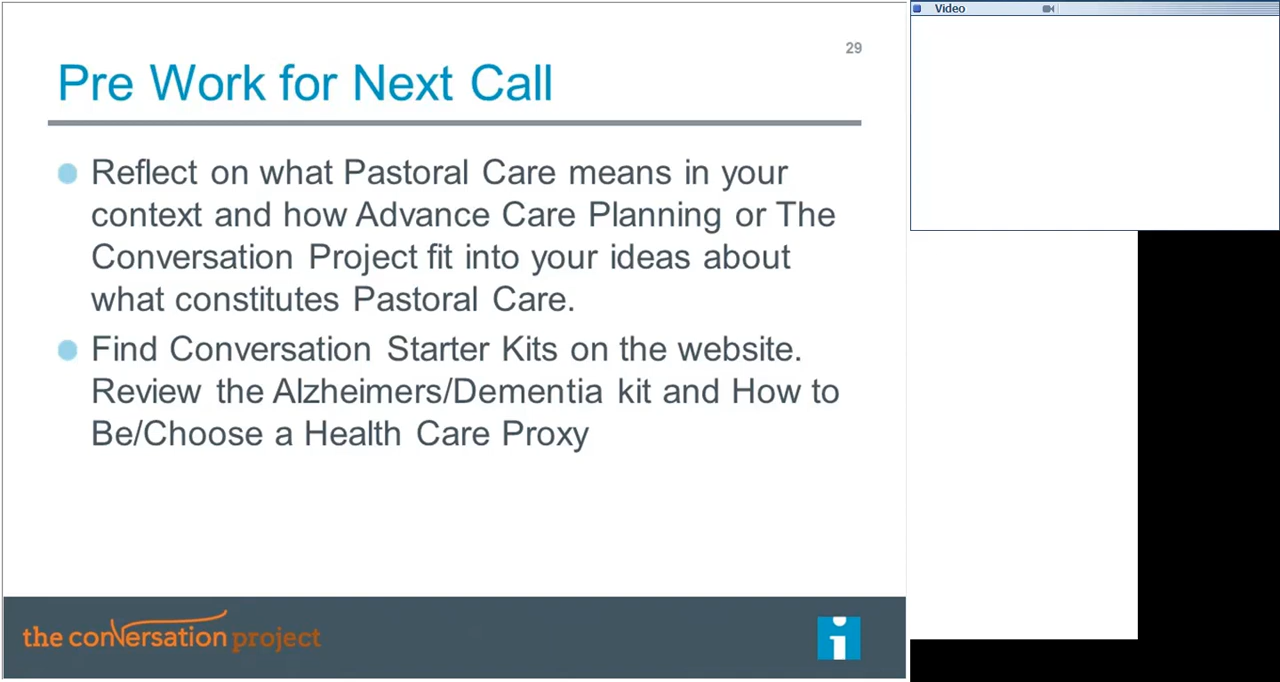 Video
29
Pre Work for Next Call
Reflect on what Pastoral Care means in your
context and how Advance Care Planning or The
Conversation Project fit into your ideas about
what constitutes Pastoral Care.
Find Conversation Starter Kits on the website.
Review the Alzheimers/Dementia kit and How to
Be/Choose a Health Care Proxy
the conversation project
i